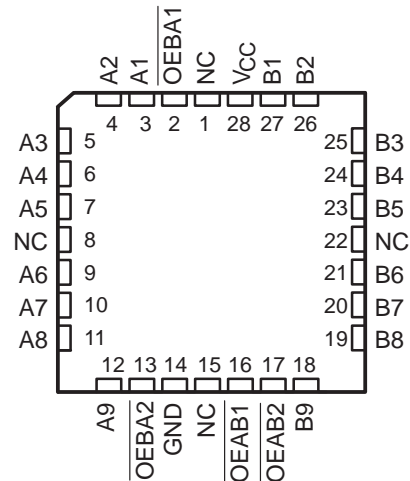 A2 A1 OEBA1 NC VCC B1 B2
4 3 2 1 28 27 26
A3 5 25 B3
A4 6 24 B4
A5 7 23 B5
NC 8 22 NC
A6 9 21 B6
A7 10 20 B7
A8 11 19 B8
12 13 14 15 16 17 18
A9 OEBA2 GND NC OEAB1 OEAB2 B9